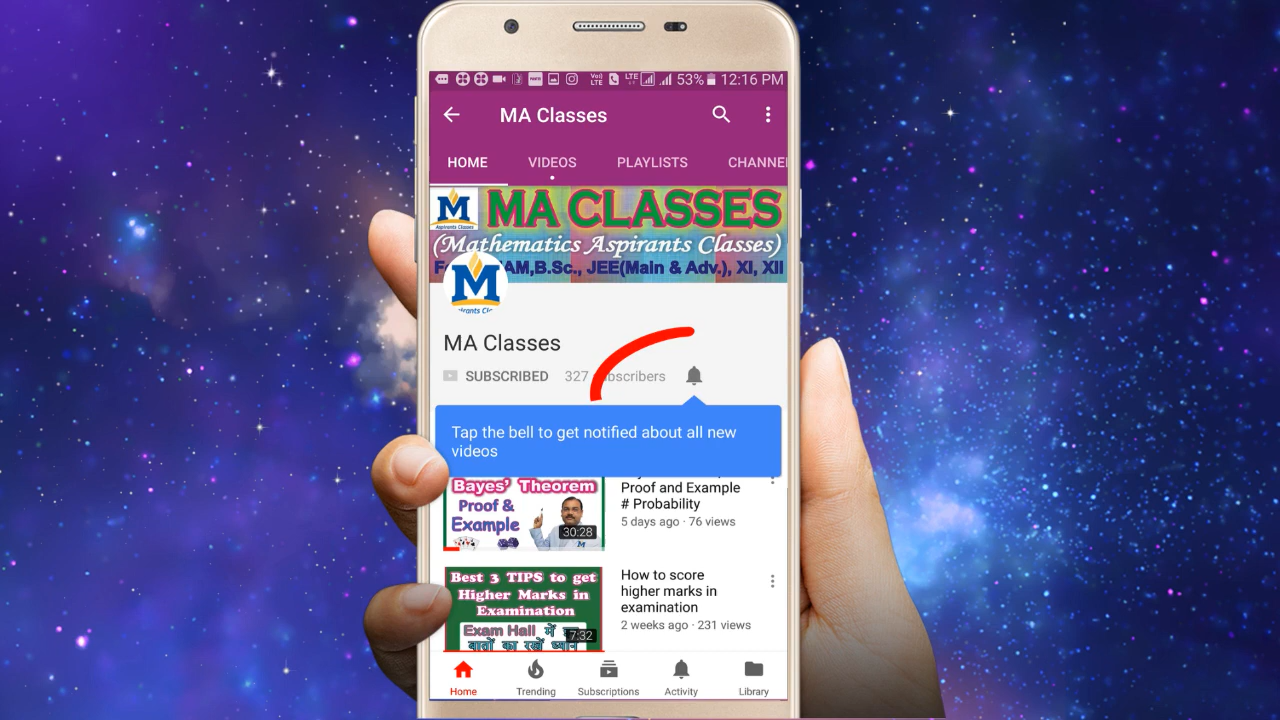 VoLTE LTE 53% 12:16 PM
MA Classes
HOME VIDEOS PLAYLISTS CHANNE
M MA CLASSES
Aspirants Classes
(Mathematics Aspirants Classes)
AM,B.Sc., JEE(Main & Adv.), XI, XII
M
MA Classes
SUBSCRIBED 327 subscribers
Tap the bell to get notified about all new
videos
Bayes' Theorem
Proof &
Example
30:28
Proof and Example
# Probability
5 days ago · 76 views
Best 3 TIPS to get
Higher Marks in
Examination
Exam Hall में
बातों का रखें ध्यान
7:32
How to score
higher marks in
examination
2 weeks ago · 231 views
Home Trending Subscriptions Activity Library